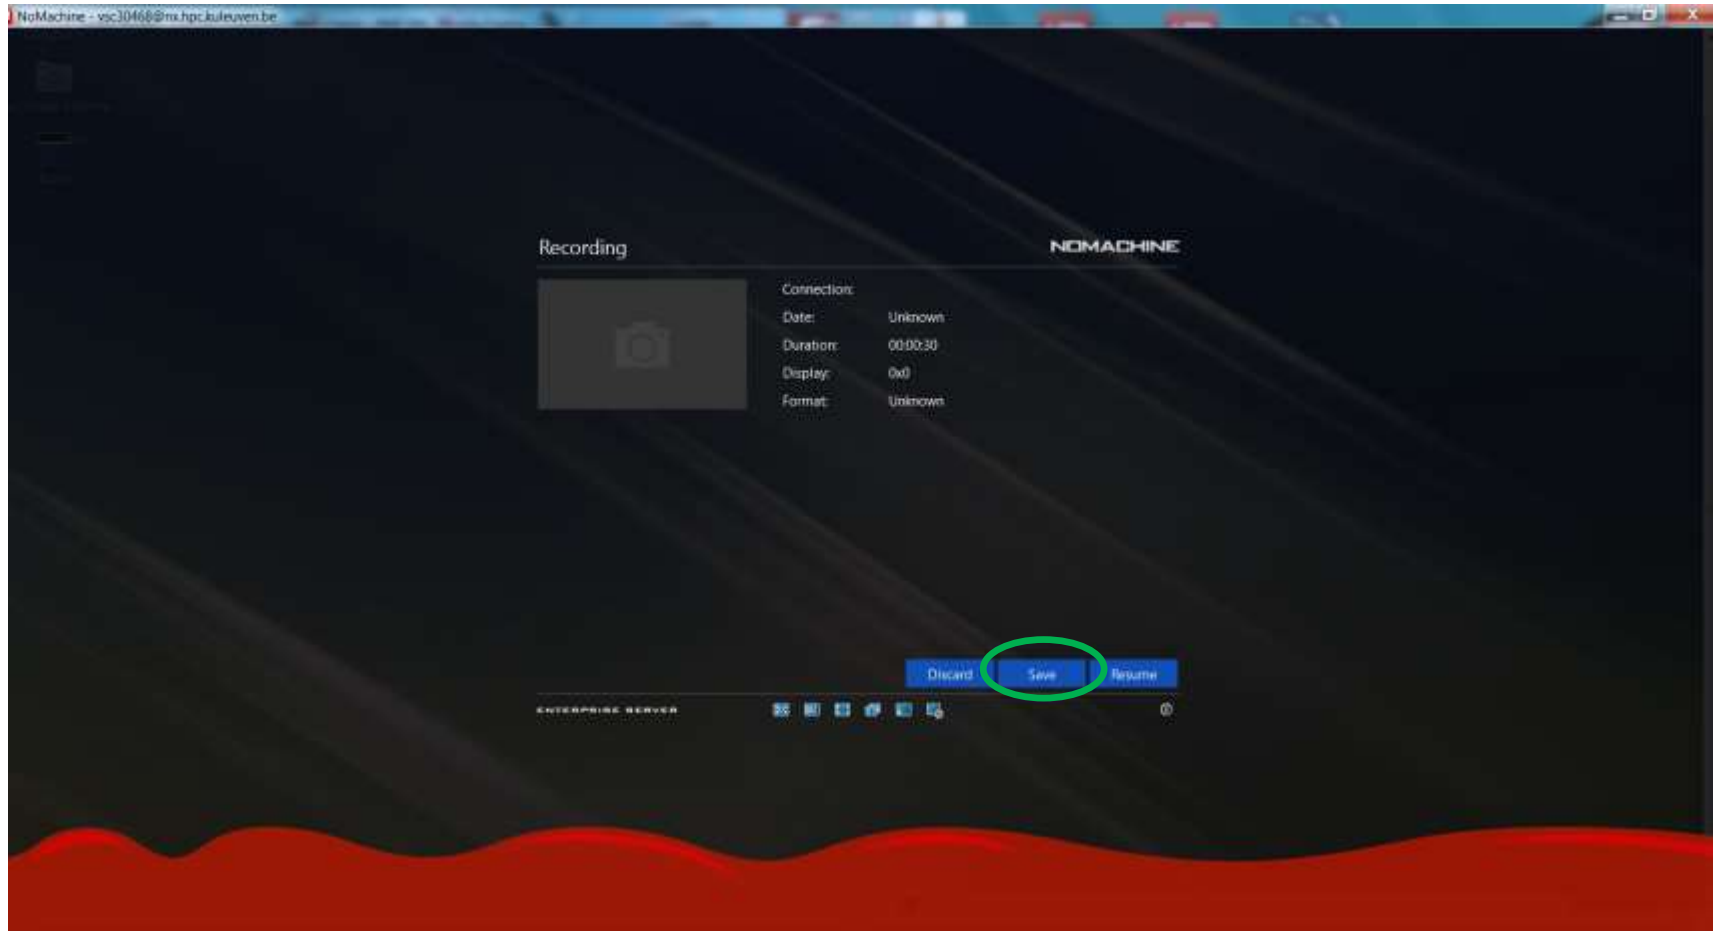 NoMachine - vsc30468@nx.hpc.kuleuven.be
Recording
NOMACHINE
Connection:
Date: Unknown
Duration: 00:00:30
Display: 0x0
Format: Unknown
Discard Save Resume
ENTERPRISE SERVER